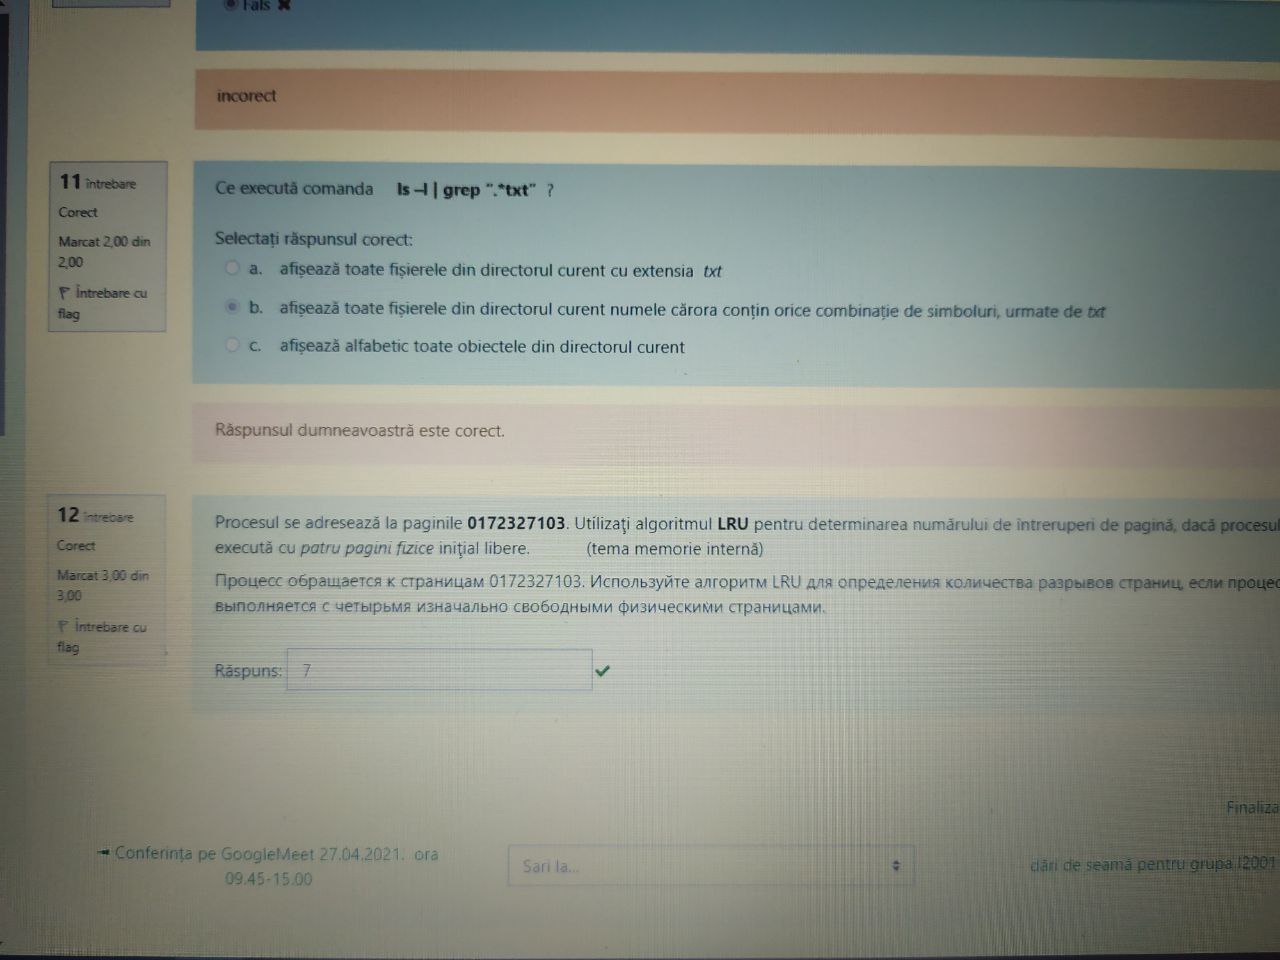 Fals ✖
incorect
11 întrebare
Corect
Marcat 2,00 din
2,00
Întrebare cu
flag
Ce execută comanda ls –l | grep ".*txt" ?
Selectați răspunsul corect:
a. afișează toate fișierele din directorul curent cu extensia txt
b. afișează toate fișierele din directorul curent numele cărora conțin orice combinație de simboluri, urmate de txt
c. afișează alfabetic toate obiectele din directorul curent
Răspunsul dumneavoastră este corect.
12 întrebare
Corect
Marcat 3,00 din
3,00
Întrebare cu
flag
Procesul se adresează la paginile 0172327103. Utilizaţi algoritmul LRU pentru determinarea numărului de întreruperi de pagină, dacă procesul
execută cu patru pagini fizice iniţial libere. (tema memorie internă)
Процесс обращается к страницам 0172327103. Используйте алгоритм LRU для определения количества разрывов страниц, если процес
выполняется с четырьмя изначально свободными физическими страницами.
Răspuns: 7
Finaliza
Conferința pe GoogleMeet 27.04.2021. ora
09.45-15.00
Sari la...
dări de seamă pentru grupa I2001